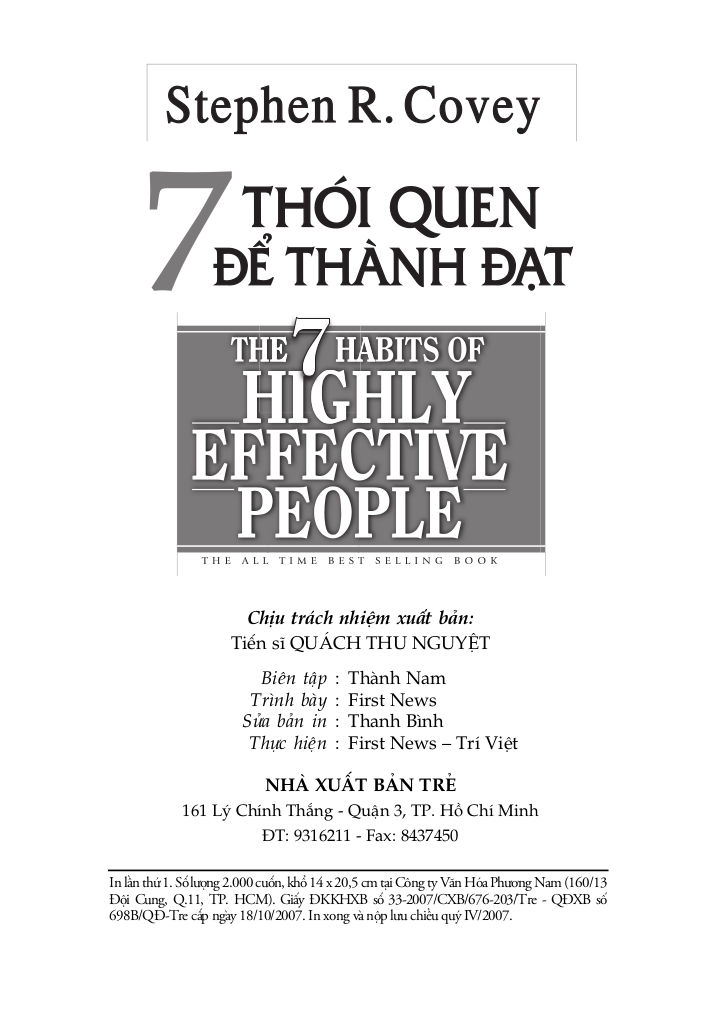 Stephen R. Covey
7 THÓI QUEN
ĐỂ THÀNH ĐẠT
THE 7 HABITS OF
HIGHLY
EFFECTIVE
PEOPLE
THE ALL TIME BEST SELLING BOOK
Chịu trách nhiệm xuất bản:
Tiến sĩ QUÁCH THU NGUYỆT
Biên tập : Thành Nam
Trình bày : First News
Sửa bản in : Thanh Bình
Thực hiện : First News – Trí Việt
NHÀ XUẤT BẢN TRẺ
161 Lý Chính Thắng - Quận 3, TP. Hồ Chí Minh
ĐT: 9316211 - Fax: 8437450
In lần thứ 1. Số lượng 2.000 cuốn, khổ 14 x 20,5 cm tại Công ty Văn Hóa Phương Nam (160/13
Đội Cung, Q.11, TP. HCM). Giấy ĐKKHXB số 33-2007/CXB/676-203/Tre - QĐXB số
698B/QĐ-Tre cấp ngày 18/10/2007. In xong và nộp lưu chiểu quý IV/2007.